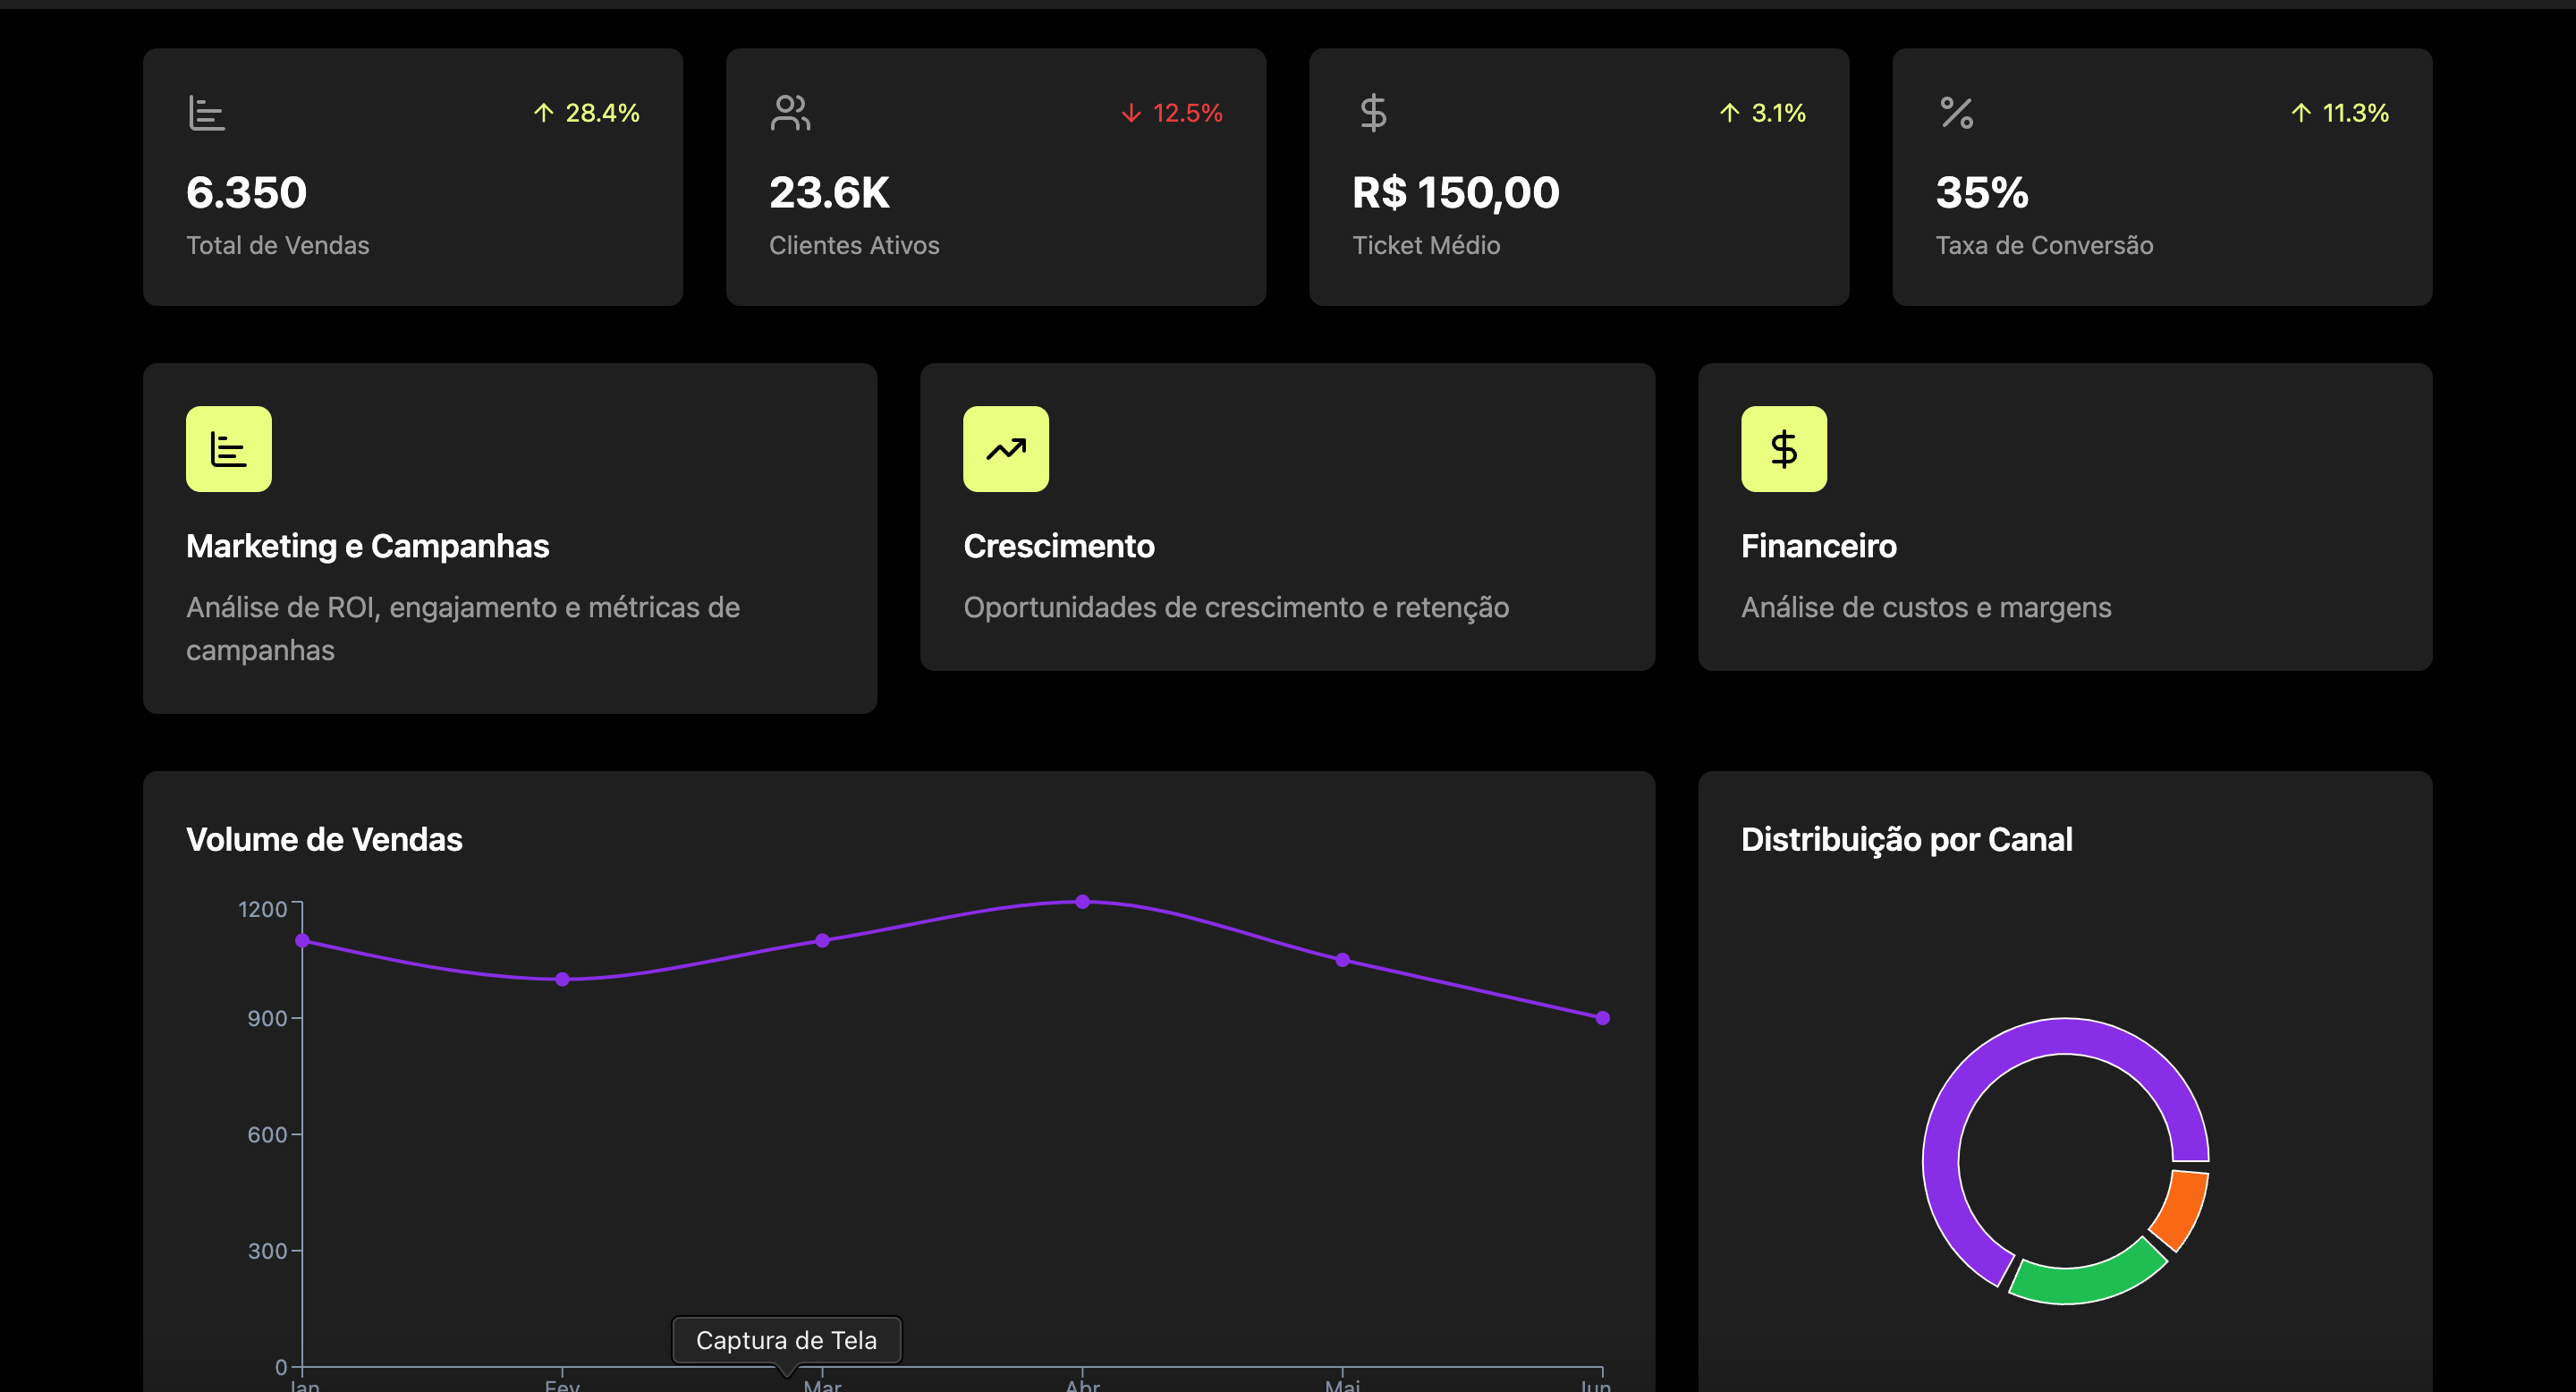 ↑ 28.4%
6.350
Total de Vendas
↓ 12.5%
23.6K
Clientes Ativos
↑ 3.1%
R$ 150,00
Ticket Médio
↑ 11.3%
35%
Taxa de Conversão
Marketing e Campanhas
Análise de ROI, engajamento e métricas de
campanhas
Crescimento
Oportunidades de crescimento e retenção
Financeiro
Análise de custos e margens
Volume de Vendas
1200
900
600
300
0
Jan Fev Mar Abr Mai Jun
Captura de Tela
Distribuição por Canal